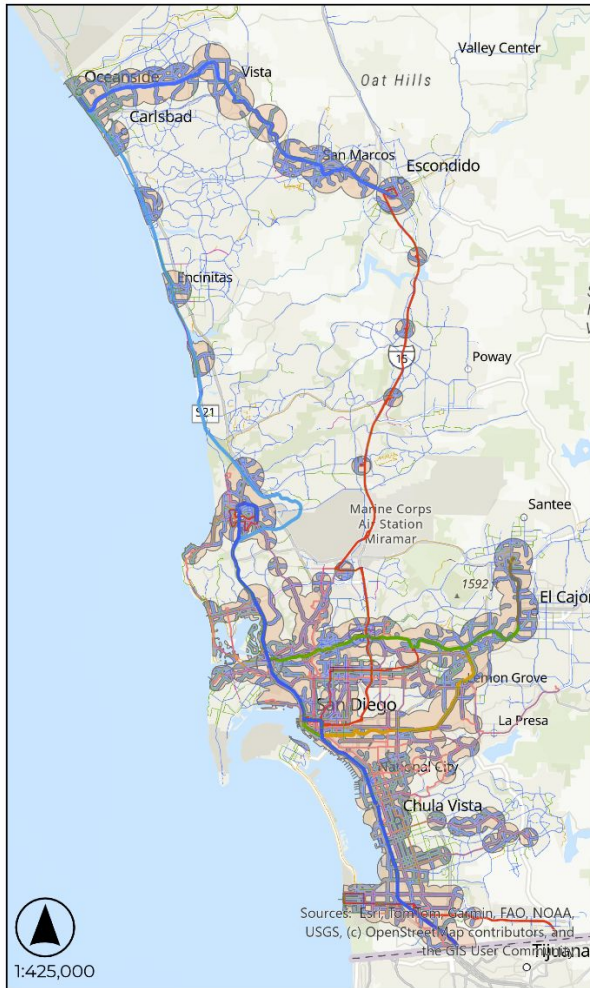 Valley Center
Oceanside
Vista
Oat Hills
Carlsbad
San Marcos
Escondido
Encinitas
15
Poway
S21
Marine Corps
Air Station
Miramar
Santee
1592
El Cajon
Lemon Grove
San Diego
La Presa
National City
Chula Vista
Sources: Esri, TomTom, Garmin, FAO, NOAA,
USGS, (c) OpenStreetMap contributors, and
the GIS User Community
Tijuana
1:425,000